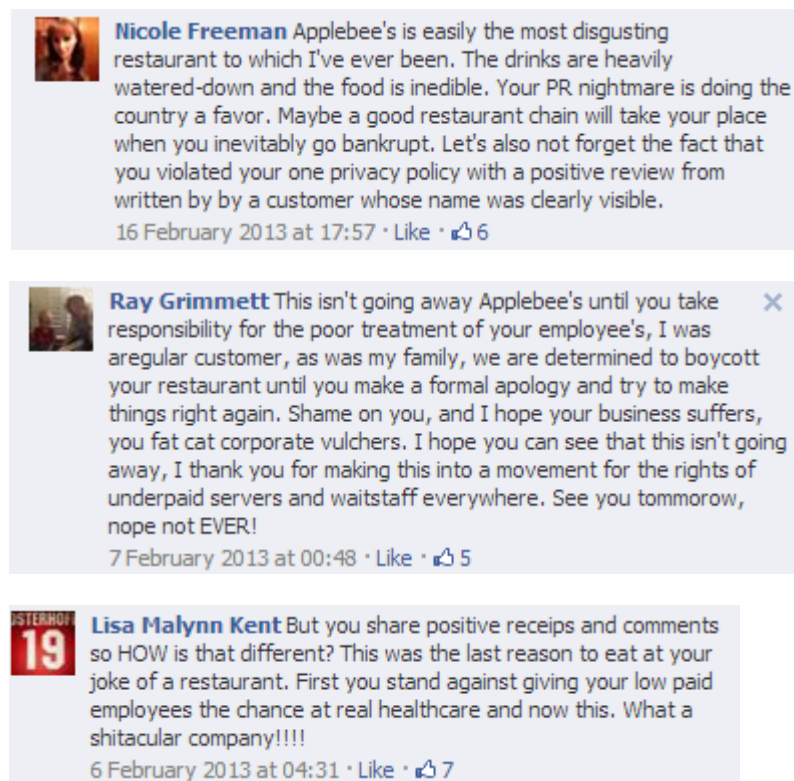 Nicole Freeman Applebee's is easily the most disgusting
restaurant to which I've ever been. The drinks are heavily
watered-down and the food is inedible. Your PR nightmare is doing the
country a favor. Maybe a good restaurant chain will take your place
when you inevitably go bankrupt. Let's also not forget the fact that
you violated your one privacy policy with a positive review from
written by by a customer whose name was clearly visible.
16 February 2013 at 17:57 · Like · 6
Ray Grimmett This isn't going away Applebee's until you take
responsibility for the poor treatment of your employee's, I was
aregular customer, as was my family, we are determined to boycott
your restaurant until you make a formal apology and try to make
things right again. Shame on you, and I hope your business suffers,
you fat cat corporate vulchers. I hope you can see that this isn't going
away, I thank you for making this into a movement for the rights of
underpaid servers and waitstaff everywhere. See you tommorow,
nope not EVER!
7 February 2013 at 00:48 · Like · 5
OSTERHOF
19
Lisa Malynn Kent But you share positive receips and comments
so HOW is that different? This was the last reason to eat at your
joke of a restaurant. First you stand against giving your low paid
employees the chance at real healthcare and now this. What a
shitacular company!!!!
6 February 2013 at 04:31 · Like · 7